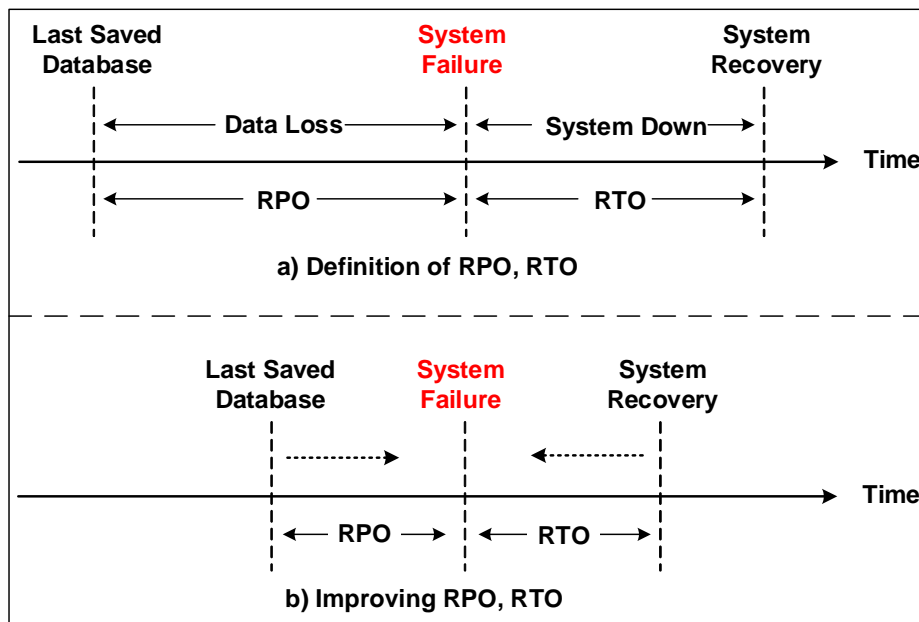 Last Saved
Database
System
Failure
System
Recovery
Data Loss
System Down
Time
RPO
RTO
a) Definition of RPO, RTO
Last Saved
Database
System
Failure
System
Recovery
Time
RPO
RTO
b) Improving RPO, RTO